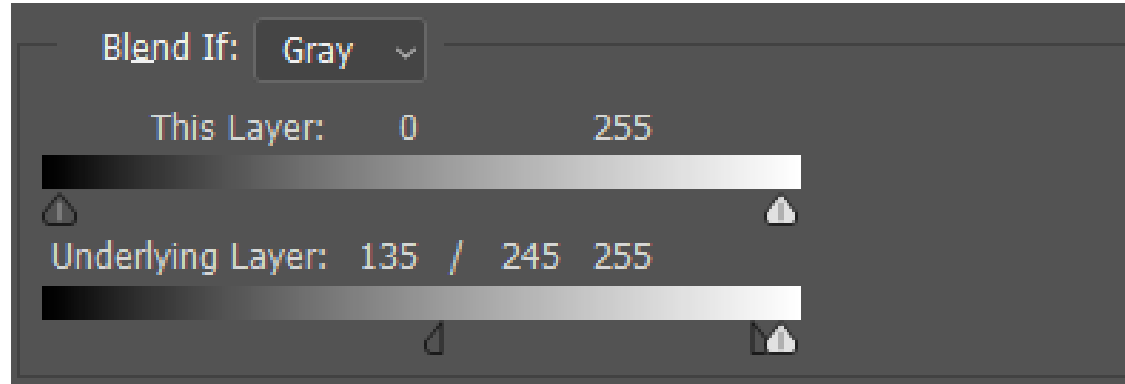 Blend If: Gray
This Layer: 0 255
Underlying Layer: 135 / 245 255